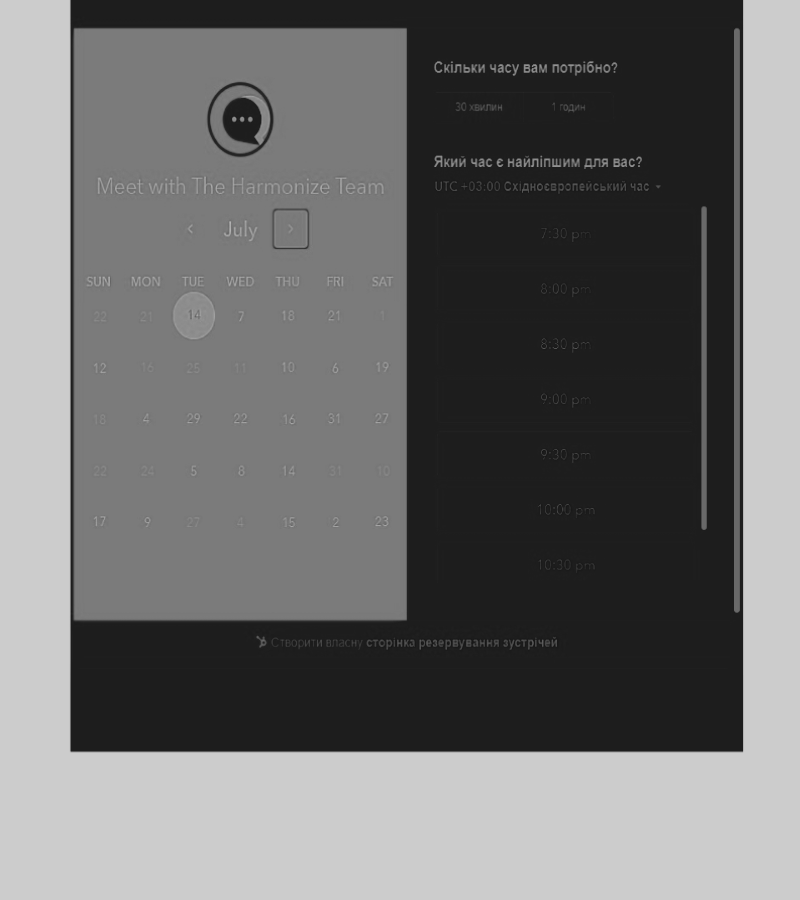 Meet with The Harmonize Team
July
SUN MON TUE WED THU FRI SAT
22 21 14 7 18 21 1
12 16 25 11 10 6 19
18 4 29 22 16 31 27
22 24 5 8 14 31 10
17 9 27 4 15 2 23
Скільки часу вам потрібно?
30 хвилин 1 годин
Який час є найліпшим для вас?
UTC +03:00 Східноєвропейський час
7:30 pm
8:00 pm
8:30 pm
9:00 pm
9:30 pm
10:00 pm
10:30 pm
Створити власну сторінка резервування зустрічей